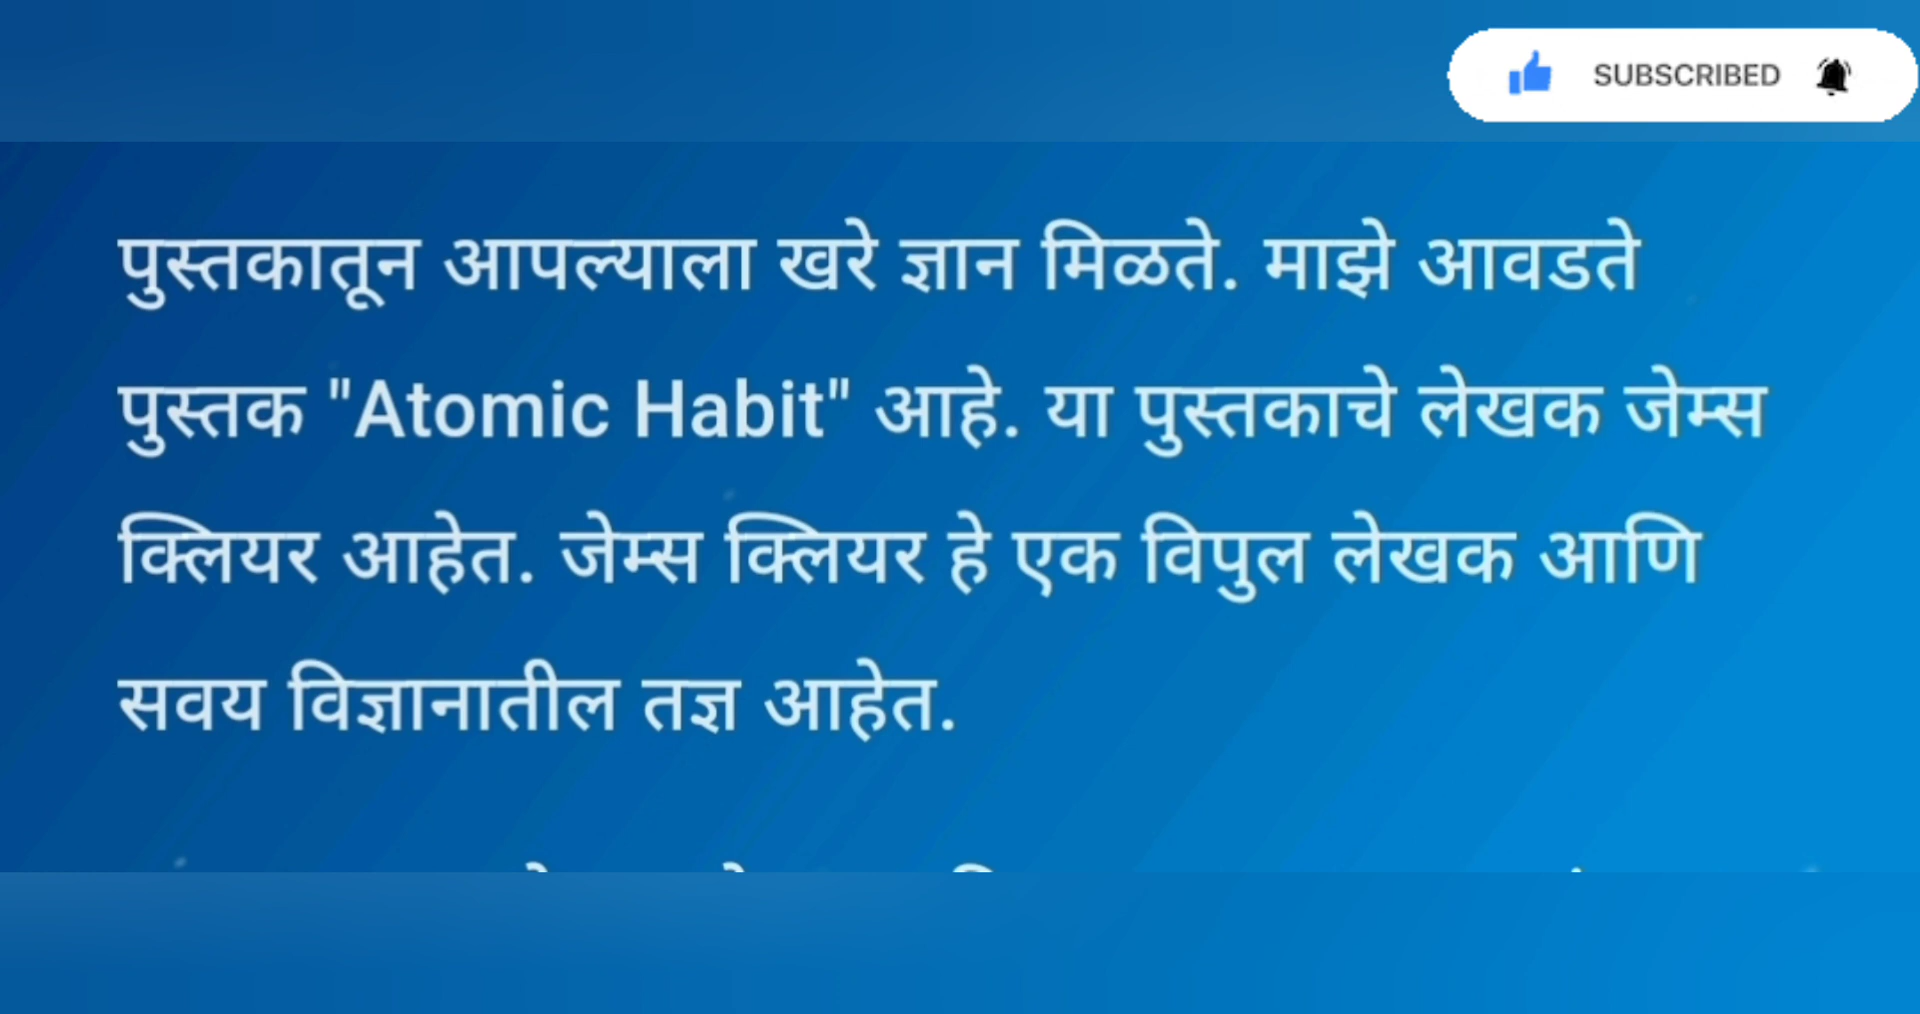 SUBSCRIBED
पुस्तकातून आपल्याला खरे ज्ञान मिळते. माझे आवडते
पुस्तक "Atomic Habit" आहे. या पुस्तकाचे लेखक जेम्स
क्लियर आहेत. जेम्स क्लियर हे एक विपुल लेखक आणि
सवय विज्ञानातील तज्ञ आहेत.